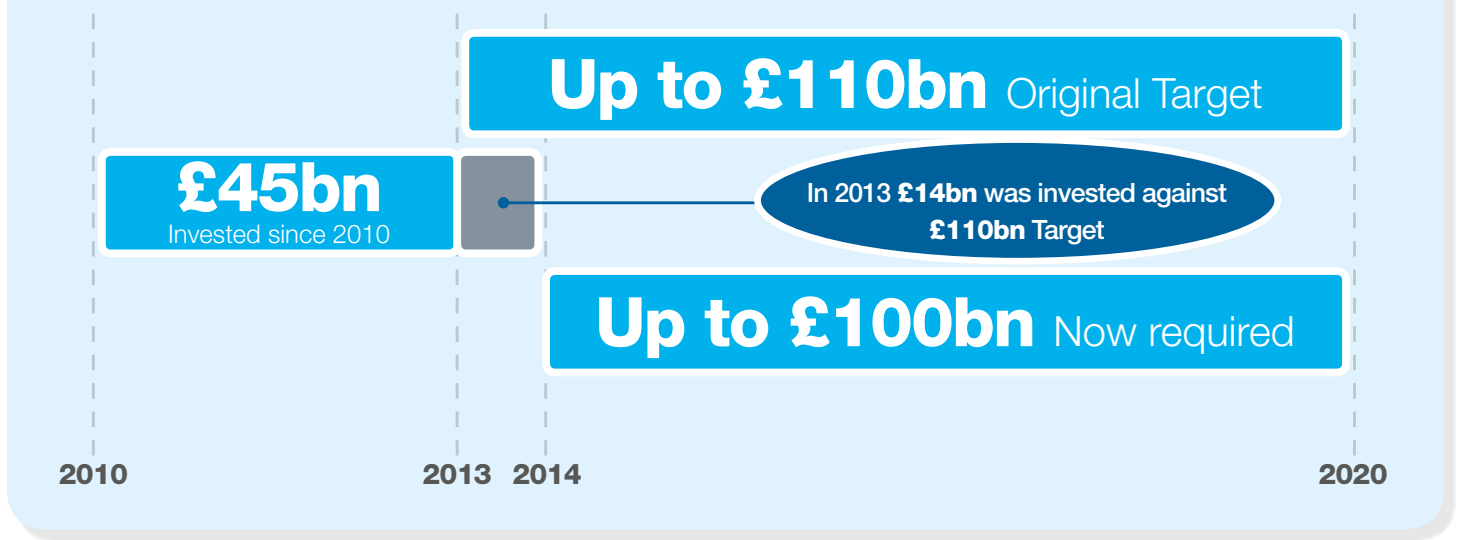 Up to £110bn Original Target
£45bn
Invested since 2010
In 2013 £14bn was invested against
£110bn Target
Up to £100bn Now required
2010 2013 2014 2020